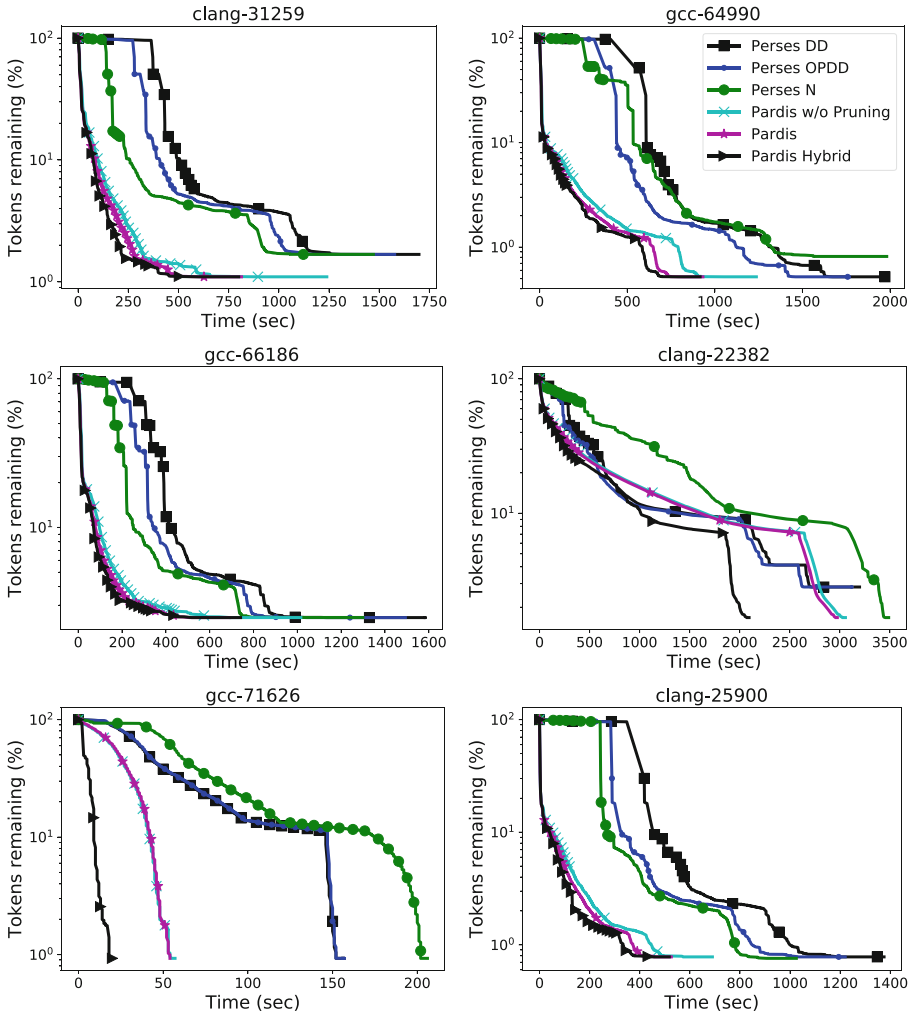 clang-31259
gcc-64990
Tokens remaining (%)
10²
10¹
10⁰
0 250 500 750 1000 1250 1500 1750
Time (sec)
Tokens remaining (%)
10²
10¹
10⁰
Perses DD
Perses OPDD
Perses N
Pardis w/o Pruning
Pardis
Pardis Hybrid
0 500 1000 1500 2000
Time (sec)
gcc-66186
clang-22382
Tokens remaining (%)
10²
10¹
0 200 400 600 800 1000 1200 1400 1600
Time (sec)
Tokens remaining (%)
10²
10¹
0 500 1000 1500 2000 2500 3000 3500
Time (sec)
gcc-71626
clang-25900
Tokens remaining (%)
10²
10¹
10⁰
0 50 100 150 200
Time (sec)
Tokens remaining (%)
10²
10¹
10⁰
0 200 400 600 800 1000 1200 1400
Time (sec)